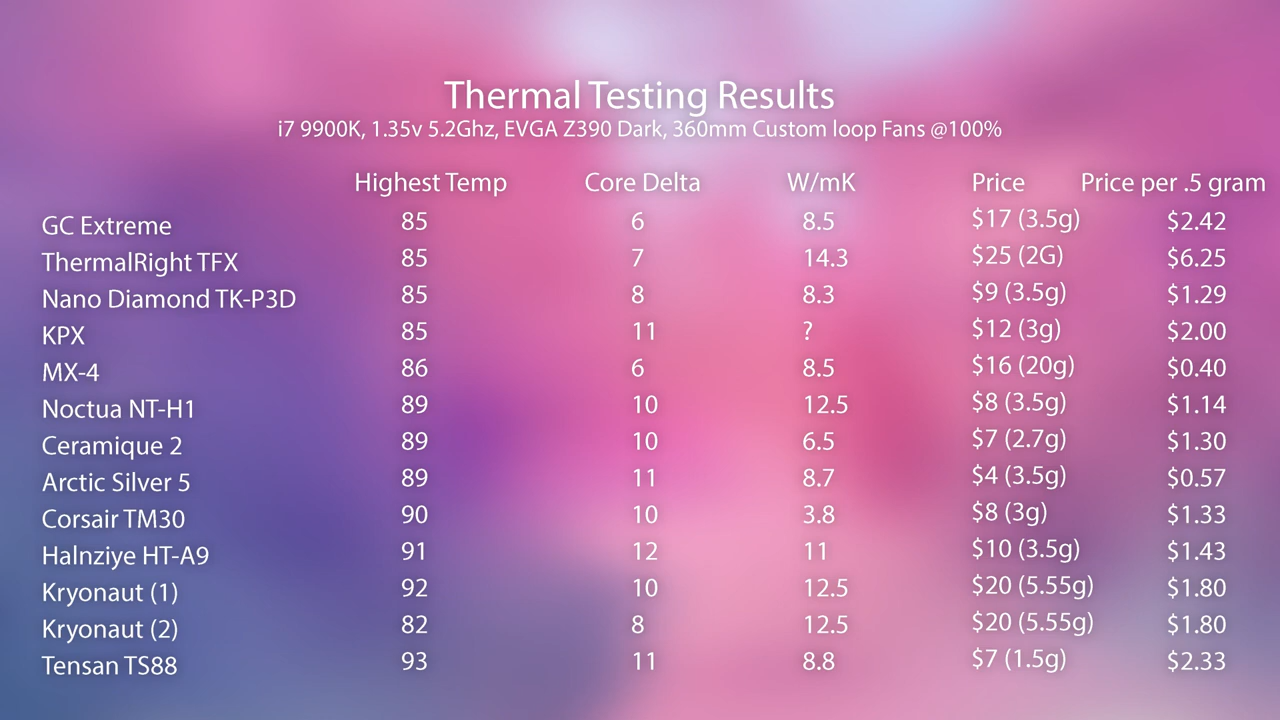 Thermal Testing Results
i7 9900K, 1.35v 5.2Ghz, EVGA Z390 Dark, 360mm Custom loop Fans @100%
Highest Temp Core Delta W/mK Price Price per .5 gram
GC Extreme 85 6 8.5 $17 (3.5g) $2.42
ThermalRight TFX 85 7 14.3 $25 (2G) $6.25
Nano Diamond TK-P3D 85 8 8.3 $9 (3.5g) $1.29
KPX 85 11 ? $12 (3g) $2.00
MX-4 86 6 8.5 $16 (20g) $0.40
Noctua NT-H1 89 10 12.5 $8 (3.5g) $1.14
Ceramique 2 89 10 6.5 $7 (2.7g) $1.30
Arctic Silver 5 89 11 8.7 $4 (3.5g) $0.57
Corsair TM30 90 10 3.8 $8 (3g) $1.33
Halnziye HT-A9 91 12 11 $10 (3.5g) $1.43
Kryonaut (1) 92 10 12.5 $20 (5.55g) $1.80
Kryonaut (2) 82 8 12.5 $20 (5.55g) $1.80
Tensan TS88 93 11 8.8 $7 (1.5g) $2.33